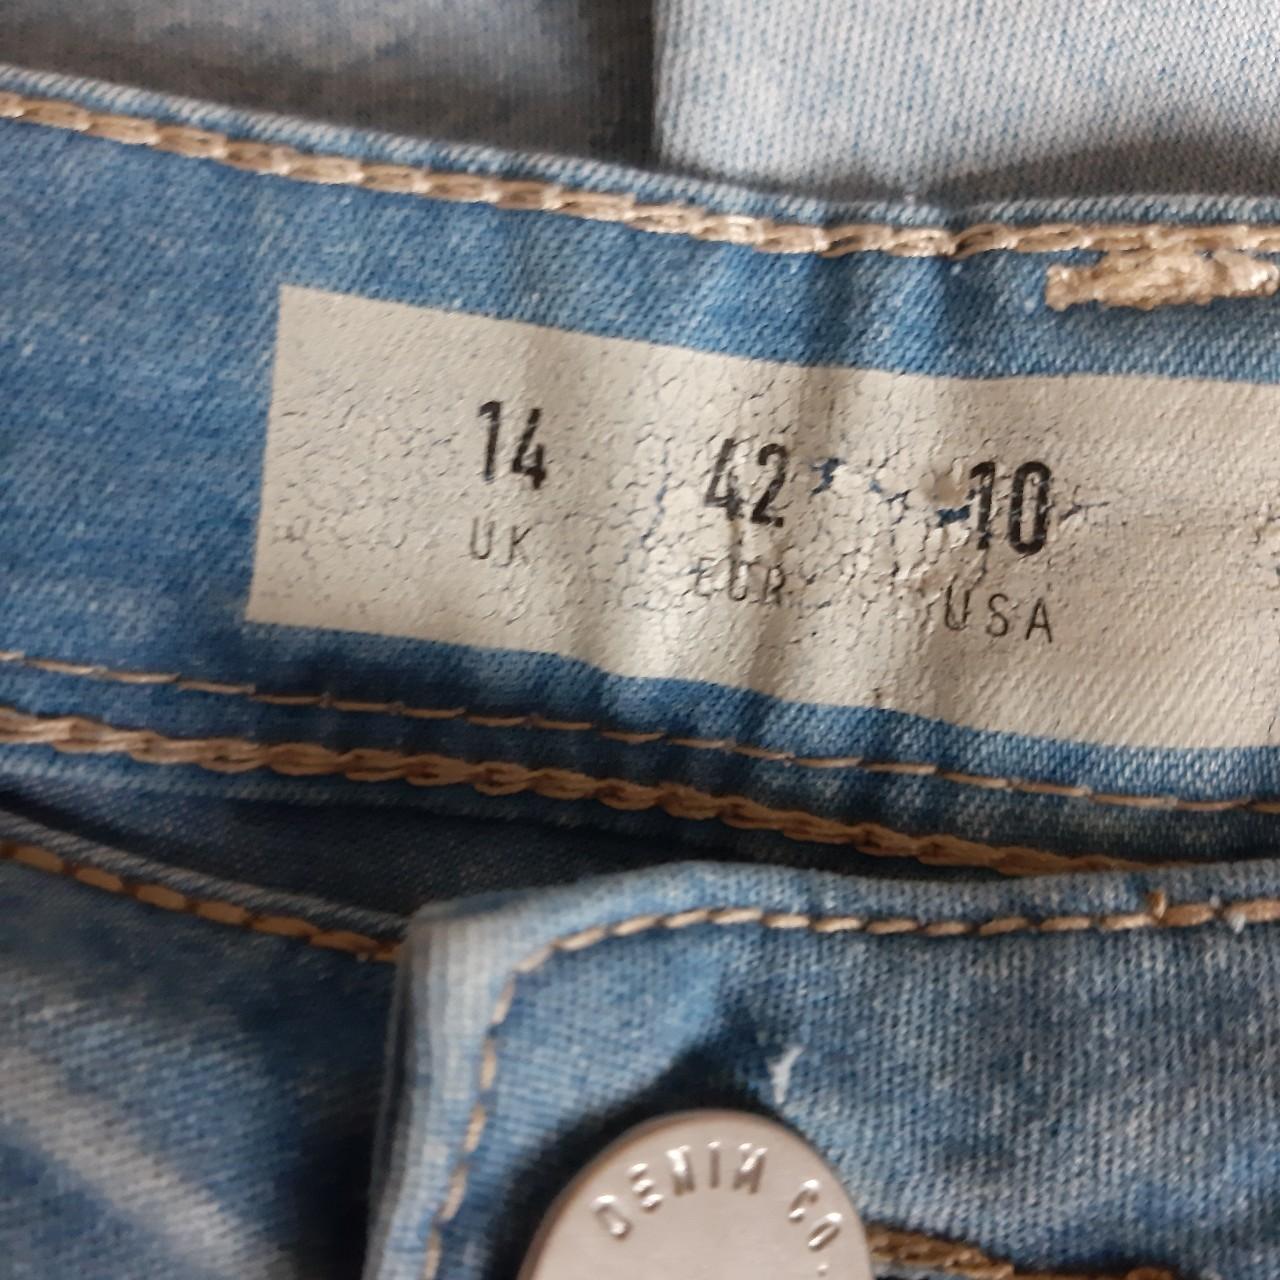 14 42 10
UK EUR USA
DENIM CO.